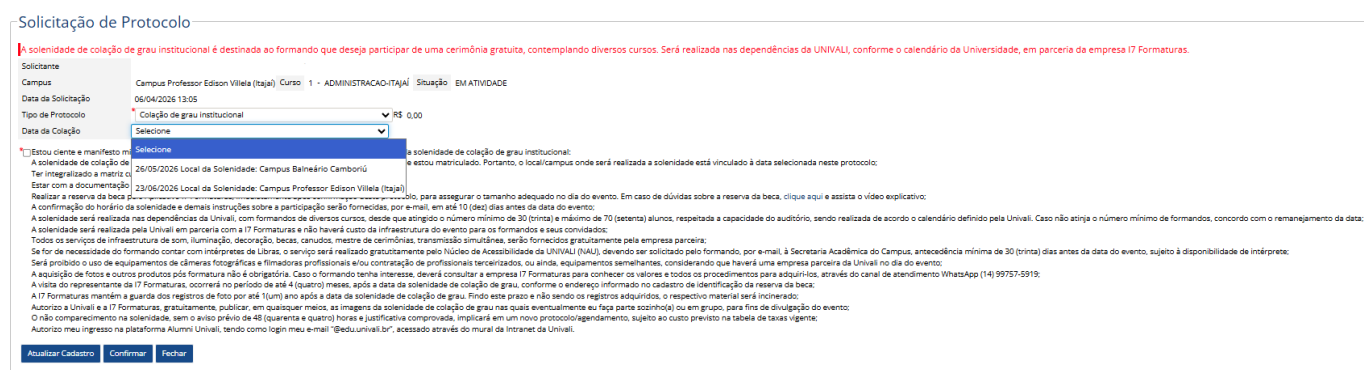 Solicitação de Protocolo
A solenidade de colação de grau institucional é destinada ao formando que deseja participar de uma cerimônia gratuita, contemplando diversos cursos. Será realizada nas dependências da UNIVALI, conforme o calendário da Universidade, em parceria da empresa I7 Formaturas.
Solicitante
Campus Campus Professor Edison Villela (Itajaí) Curso 1 - ADMINISTRACAO-ITAJAÍ Situação EM ATIVIDADE
Data da Solicitação 06/04/2026 13:05
Tipo de Protocolo * Colação de grau institucional R$ 0,00
Data da Colação Selecione
Selecione
26/05/2026 Local da Solenidade: Campus Balneário Camboriú
23/06/2026 Local da Solenidade: Campus Professor Edison Villela (Itajaí)
* Estou ciente e manifesto a solenidade de colação de grau institucional:
A solenidade de colação de e estou matriculado. Portanto, o local/campus onde será realizada a solenidade está vinculado à data selecionada neste protocolo;
Ter integralizado a matriz
Estar com a documentação
Realizar a reserva da beca para assegurar o tamanho adequado no dia do evento. Em caso de dúvidas sobre a reserva da beca, clique aqui e assista o vídeo explicativo;
A confirmação do horário da solenidade e demais instruções sobre a participação serão fornecidas, por e-mail, em até 10 (dez) dias antes da data do evento;
A solenidade será realizada nas dependências da Univali, com formandos de diversos cursos, desde que atingido o número mínimo de 30 (trinta) e máximo de 70 (setenta) alunos, respeitada a capacidade do auditório, sendo realizada de acordo o calendário definido pela Univali. Caso não atinja o número mínimo de formandos, concordo com o remanejamento da data;
A solenidade será realizada pela Univali em parceria com a I7 Formaturas e não haverá custo da infraestrutura do evento para os formandos e seus convidados;
Todos os serviços de infraestrutura de som, iluminação, decoração, becas, canudos, mestre de cerimônias, transmissão simultânea, serão fornecidos gratuitamente pela empresa parceira;
Se for de necessidade do formando contar com intérpretes de Libras, o serviço será realizado gratutitamente pelo Núcleo de Acessibilidade da UNIVALI (NAU), devendo ser solicitado pelo formando, por e-mail, à Secretaria Acadêmica do Campus, antecedência mínima de 30 (trinta) dias antes da data do evento, sujeito à disponibilidade de intérprete;
Será proibido o uso de equipamentos de câmeras fotográficas e filmadoras profissionais e/ou contratação de profissionais terceirizados, ou ainda, equipamentos semelhantes, considerando que haverá uma empresa parceira da Univali no dia do evento;
A aquisição de fotos e outros produtos pós formatura não é obrigatória. Caso o formando tenha interesse, deverá consultar a empresa I7 Formaturas para conhecer os valores e todos os procedimentos para adquiri-los, através do canal de atendimento WhatsApp (14) 99757-5919;
A visita do representante da I7 Formaturas, ocorrerá no período de até 4 (quatro) meses, após a data da solenidade de colação de grau, conforme o endereço informado no cadastro de identificação da reserva da beca;
A I7 Formaturas mantém a guarda dos registros de foto por até 1(um) ano após a data da solenidade de colação de grau. Findo este prazo e não sendo os registros adquiridos, o respectivo material será incinerado;
Autorizo a Univali e a I7 Formaturas, gratuitamente, publicar, em quaisquer meios, as imagens da solenidade de colação de grau nas quais eventualmente eu faça parte sozinho(a) ou em grupo, para fins de divulgação do evento;
O não comparecimento na solenidade, sem o aviso prévio de 48 (quarenta e quatro) horas e justificativa comprovada, implicará em um novo protocolo/agendamento, sujeito ao custo previsto na tabela de taxas vigente;
Autorizo meu ingresso na plataforma Alumni Univali, tendo como login meu e-mail "@edu.univali.br", acessado através do mural da Intranet da Univali.
Atualizar Cadastro Confirmar Fechar